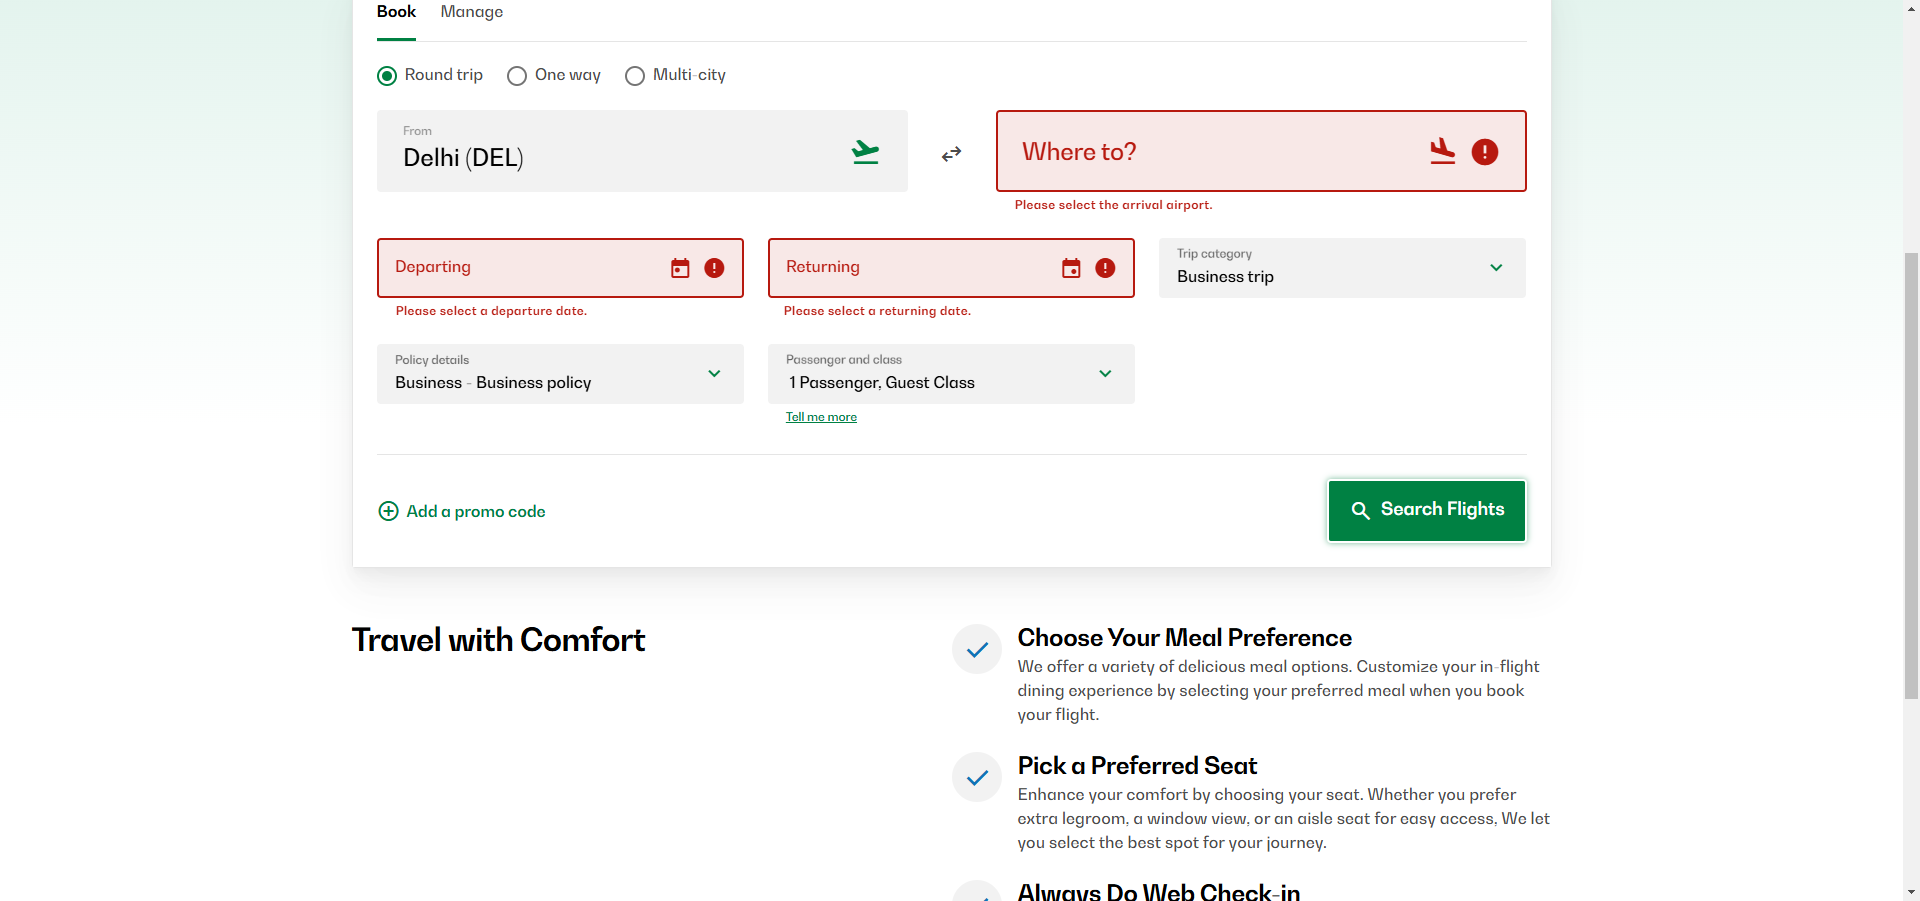 Book Manage
Round trip One way Multi-city
From
Delhi (DEL)
Where to?
Please select the arrival airport.
Departing
Please select a departure date.
Returning
Please select a returning date.
Trip category
Business trip
Policy details
Business - Business policy
Passenger and class
1 Passenger, Guest Class
Tell me more
Add a promo code
Search Flights
Travel with Comfort
Choose Your Meal Preference
We offer a variety of delicious meal options. Customize your in-flight
dining experience by selecting your preferred meal when you book
your flight.
Pick a Preferred Seat
Enhance your comfort by choosing your seat. Whether you prefer
extra legroom, a window view, or an aisle seat for easy access, We let
you select the best spot for your journey.
Always Do Web Check-in